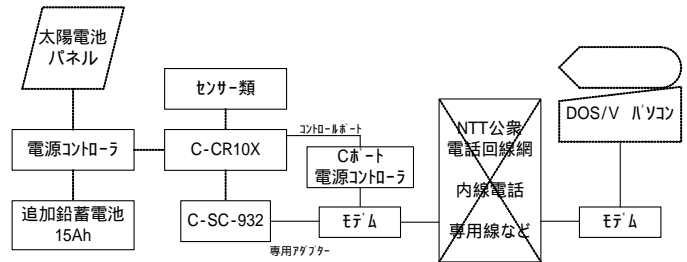 太陽電池
パネル
センサー類
コントロールポート
NTT公衆
電話回線網
DOS/V パソコン
電源コントローラ
C-CR10X
Cポート
電源コントローラ
内線電話
追加鉛蓄電池
15Ah
C-SC-932
モデム
専用線など
モデム
専用アダプター